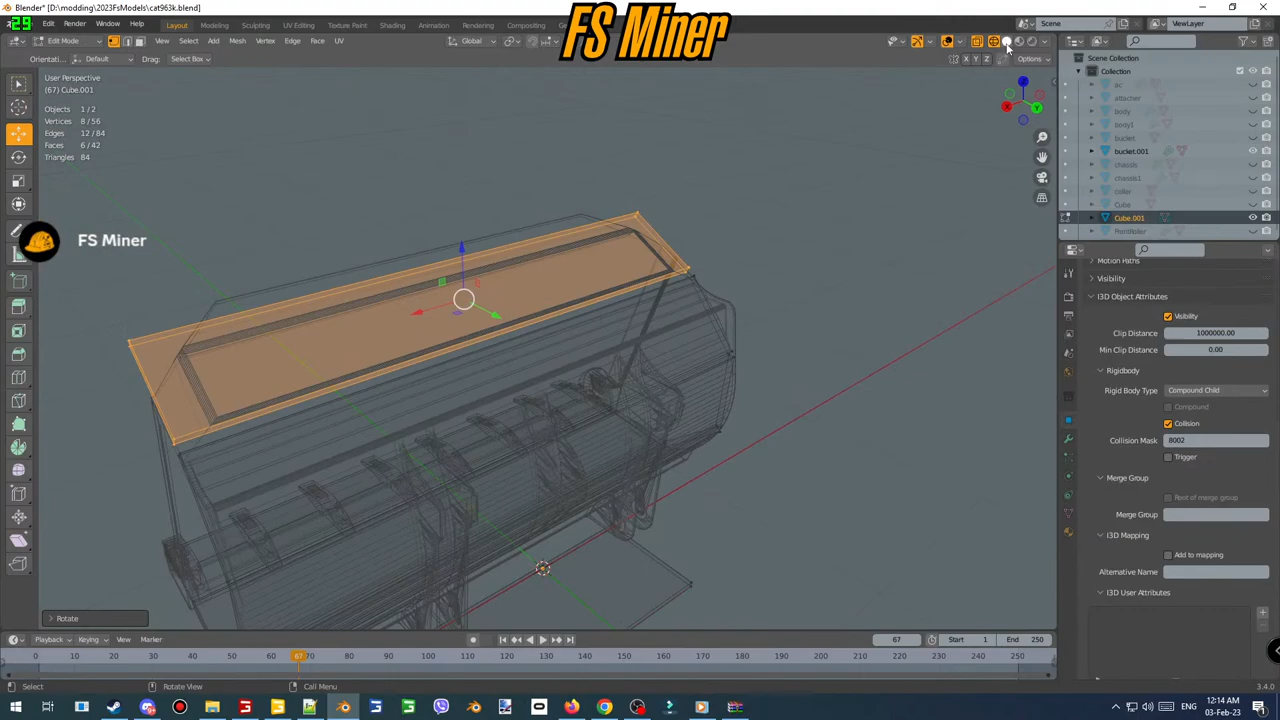 Blender* [D:\modding\2023FsModels\cat963k.blend]
29
File Edit Render Window Help
Layout Modeling Sculpting UV Editing Texture Paint Shading Animation Rendering Compositing
Scene
ViewLayer
FS Miner
Edit Mode
View Select Add Mesh Vertex Edge Face UV
Global
Orientati... Default Drag: Select Box
X Y Z
Options
User Perspective
(67) Cube.001
Objects 1/2
Vertices 8/56
Edges 12/84
Faces 6/42
Triangles 84
FS Miner
Rotate
Z
X
Y
Scene Collection
Collection
attacher
body
body1
bucket
bucket.001
chassis
chassis1
Cube
Cube.001
FrontRoller
Motion Paths
Visibility
I3D Object Attributes
Visibility
Clip Distance 1000000.00
Min Clip Distance 0.00
Rigidbody
Rigid Body Type Compound Child
Compound
Collision
Collision Mask 8002
Trigger
Merge Group
Root of merge group
Merge Group
I3D Mapping
Add to mapping
Alternative Name
I3D User Attributes
Playback Keying View Marker
67 Start 1 End 250
0 10 20 30 40 50 60 67 70 80 90 100 110 120 130 140 150 160 170 180 190 200 210 220 230 240 250
Select Rotate View Call Menu
3.4.0
12:14 AM
03-Feb-23